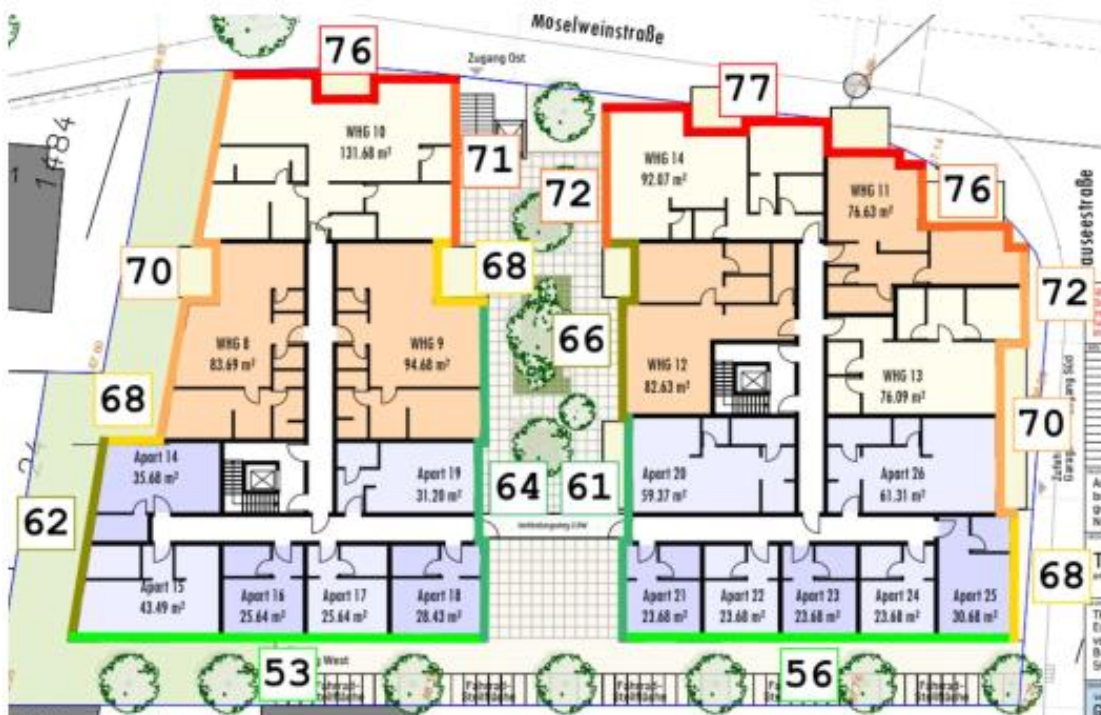 Moselweinstraße
76
Zugang Ost
77
1484
WHG 10
131.68 m²
71
72
WHG 14
92.07 m²
WHG 11
76.63 m²
76
70
68
72
WHG 8
83.69 m²
WHG 9
94.68 m²
66
WHG 12
82.63 m²
WHG 13
76.09 m²
68
70
Apart 14
35.68 m²
Apart 19
31.20 m²
64
61
Apart 20
59.37 m²
Apart 26
61.31 m²
62
68
Apart 15
43.49 m²
Apart 16
25.64 m²
Apart 17
25.64 m²
Apart 18
28.43 m²
Apart 21
23.68 m²
Apart 22
23.68 m²
Apart 23
23.68 m²
Apart 24
23.68 m²
Apart 25
30.68 m²
53
West
56